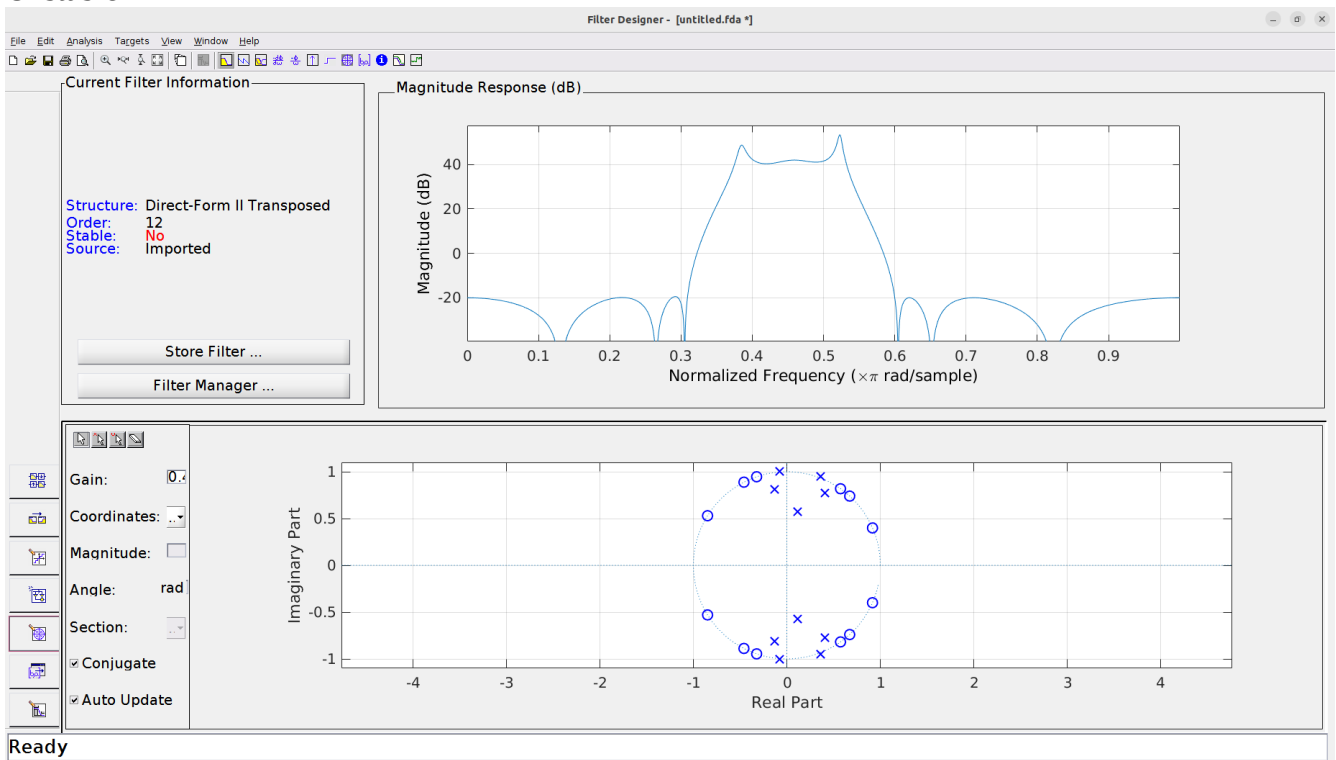 Filter Designer - [untitled.fda *]
File Edit Analysis Targets View Window Help
Current Filter Information
Structure: Direct-Form II Transposed
Order: 12
Stable: No
Source: Imported
Store Filter ...
Filter Manager ...
Magnitude Response (dB)
Magnitude (dB)
40
20
0
-20
0 0.1 0.2 0.3 0.4 0.5 0.6 0.7 0.8 0.9
Normalized Frequency (×π rad/sample)
Gain: 0.4
Coordinates: ..
Magnitude:
Angle: rad
Section: ..
Conjugate
Auto Update
Imaginary Part
1
0.5
0
-0.5
-1
-4 -3 -2 -1 0 1 2 3 4
Real Part
Ready